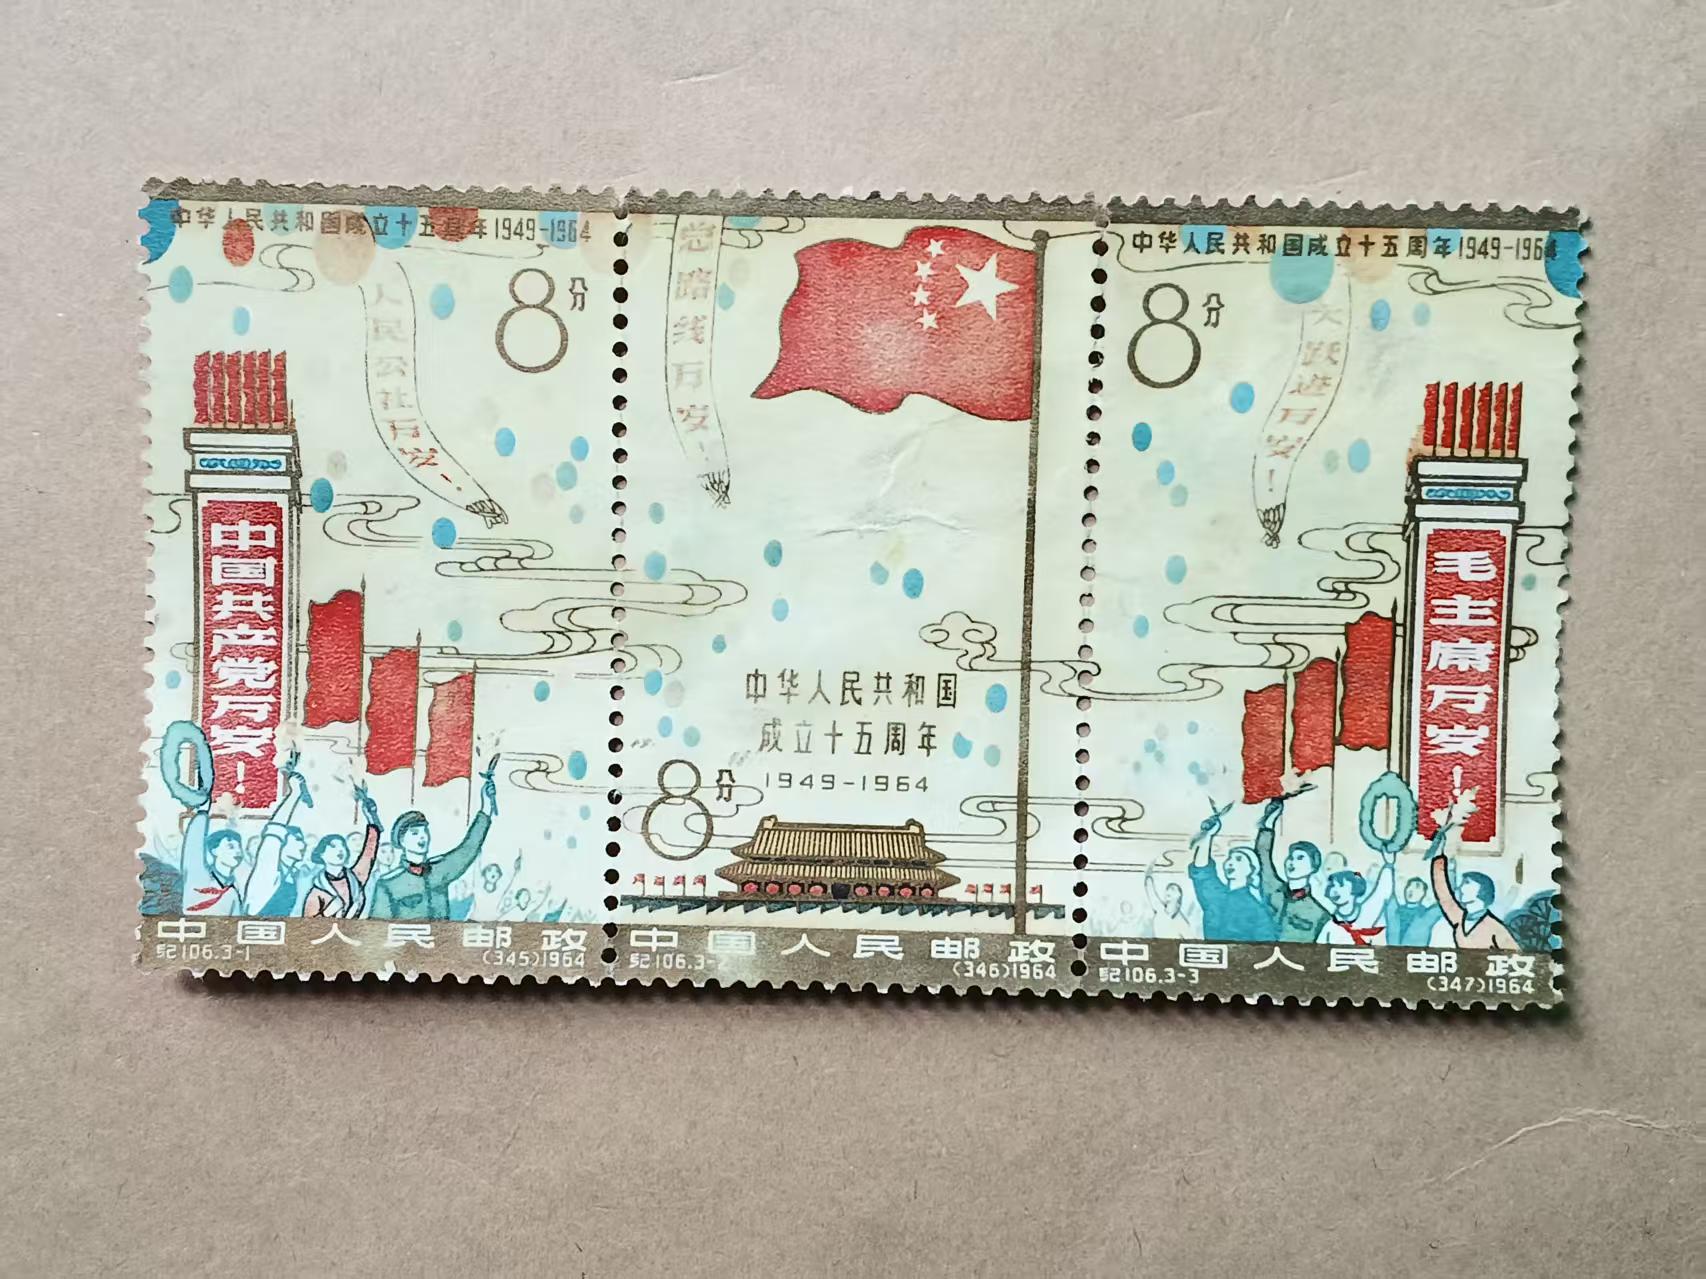 中华人民共和国成立十五周年1949-1964
8分
人民公社万岁！
中国共产党万岁！
中国人民邮政
纪106.3-1
(345)1964
总路线万岁！
中华人民共和国
成立十五周年
1949-1964
8分
中国人民邮政
纪106.3-2
(346)1964
中华人民共和国成立十五周年1949-1964
8分
大跃进万岁！
毛主席万岁！
中国人民邮政
纪106.3-3
(347)1964